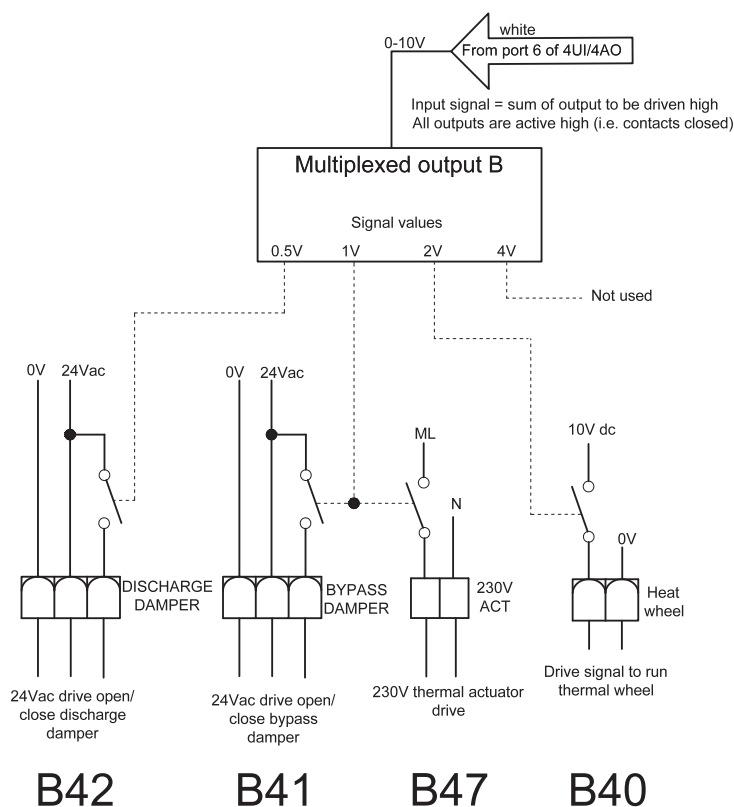 white
0-10V
From port 6 of 4UI/4AO
Input signal = sum of output to be driven high
All outputs are active high (i.e. contacts closed)
Multiplexed output B
Signal values
0.5V 1V 2V 4V
Not used
0V 24Vac
0V 24Vac
ML
N
10V dc
0V
DISCHARGE
DAMPER
BYPASS
DAMPER
230V
ACT
Heat
wheel
24Vac drive open/
close discharge
damper
24Vac drive open/
close bypass
damper
230V thermal actuator
drive
Drive signal to run
thermal wheel
B42 B41 B47 B40